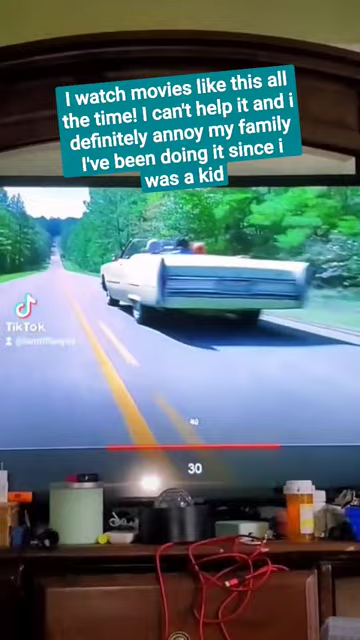 I watch movies like this all
the time! I can't help it and i
definitely annoy my family
I've been doing it since i
was a kid
TikTok
30